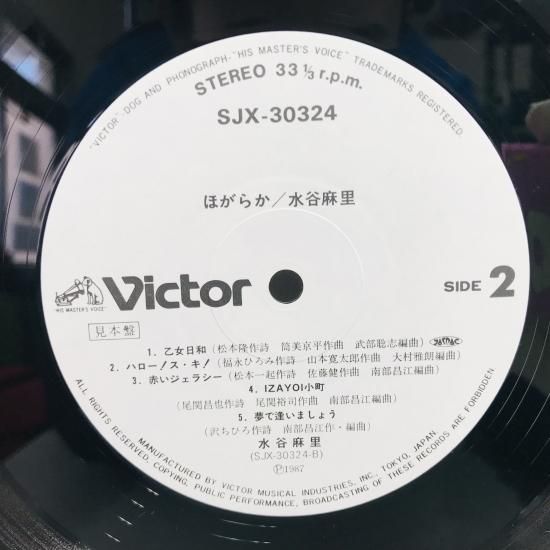 "VICTOR" DOG AND PHONOGRAPH-"HIS MASTER'S VOICE" TRADEMARKS REGISTERED.
STEREO 33 1/3 r.p.m.
SJX-30324
ほがらか/水谷麻里
"HIS MASTER'S VOICE"
Victor
SIDE 2
見本盤
1. 乙女日和(松本隆作詩 筒美京平作曲 武部聡志編曲)
2. ハロー!ス・キ!(福永ひろみ作詩 山本寛太郎作曲 大村雅朗編曲)
3. 赤いジェラシー(松本一起作詩 佐藤健作曲 南部昌江編曲)
4. IZAYOI小町
(尾関昌也作詩 尾関裕司作曲 南部昌江編曲)
5. 夢で逢いましょう
(沢ちひろ作詩 南部昌江作・編曲)
水谷麻里
(SJX-30324-B)
Ⓟ1987
ALL RIGHTS RESERVED. COPYING, PUBLIC PERFORMANCE, BROADCASTING OF THESE RECORDS ARE FORBIDDEN
MANUFACTURED BY VICTOR MUSICAL INDUSTRIES, INC., TOKYO, JAPAN.